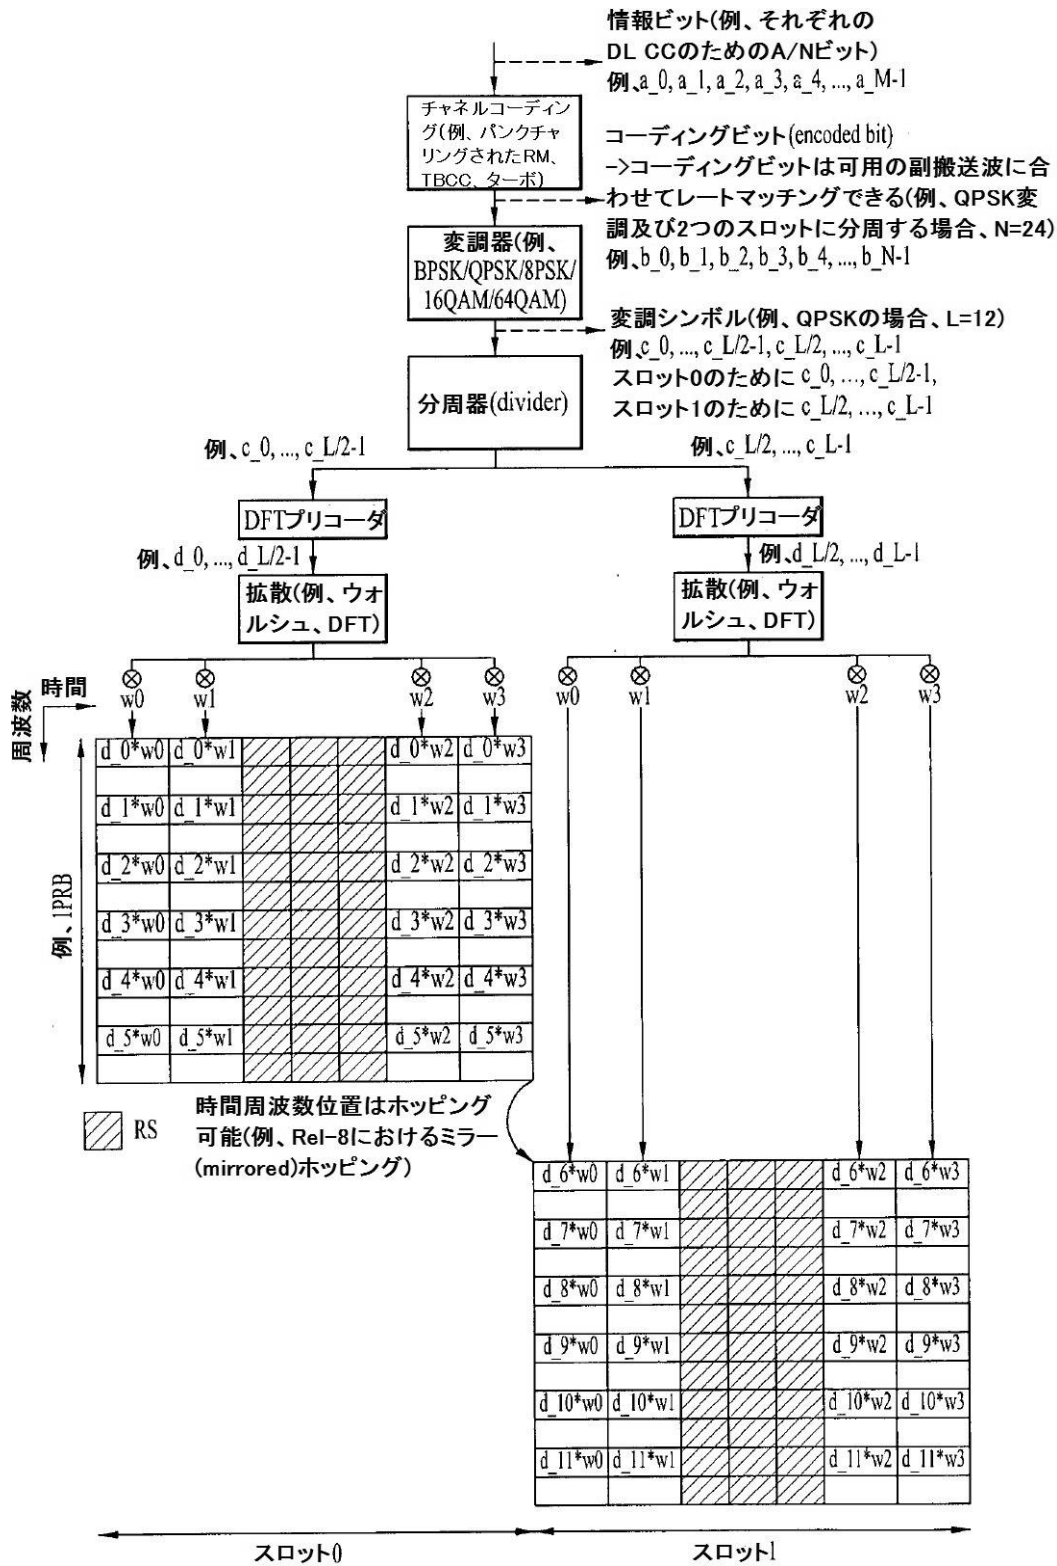 情報ビット(例、それぞれの
DL CCのためのA/Nビット)
例、a_0, a_1, a_2, a_3, a_4, ..., a_M-1
チャネルコーディン
グ(例、パンクチャ
リングされたRM、
TBCC、ターボ)
コーディングビット(encoded bit)
->コーディングビットは可用の副搬送波に合
わせてレートマッチングできる(例、QPSK変
調及び2つのスロットに分周する場合、N=24)
例、b_0, b_1, b_2, b_3, b_4, ..., b_N-1
変調器(例、
BPSK/QPSK/8PSK/
16QAM/64QAM)
変調シンボル(例、QPSKの場合、L=12)
例、c_0, ..., c_L/2-1, c_L/2, ..., c_L-1
スロット0のために c_0, ..., c_L/2-1,
スロット1のために c_L/2, ..., c_L-1
分周器(divider)
例、c_0, ..., c_L/2-1
例、c_L/2, ..., c_L-1
DFTプリコーダ
DFTプリコーダ
例、d_0, ..., d_L/2-1
例、d_L/2, ..., d_L-1
拡散(例、ウォ
ルシュ、DFT)
拡散(例、ウォ
ルシュ、DFT)
時間
周波数
w0 w1 w2 w3
w0 w1 w2 w3
d_0*w0 d_0*w1 d_0*w2 d_0*w3
d_1*w0 d_1*w1 d_1*w2 d_1*w3
d_2*w0 d_2*w1 d_2*w2 d_2*w3
d_3*w0 d_3*w1 d_3*w2 d_3*w3
d_4*w0 d_4*w1 d_4*w2 d_4*w3
d_5*w0 d_5*w1 d_5*w2 d_5*w3
例、1PRB
RS
時間周波数位置はホッピング
可能(例、Rel-8におけるミラー
(mirrored)ホッピング)
d_6*w0 d_6*w1 d_6*w2 d_6*w3
d_7*w0 d_7*w1 d_7*w2 d_7*w3
d_8*w0 d_8*w1 d_8*w2 d_8*w3
d_9*w0 d_9*w1 d_9*w2 d_9*w3
d_10*w0 d_10*w1 d_10*w2 d_10*w3
d_11*w0 d_11*w1 d_11*w2 d_11*w3
スロット0
スロット1